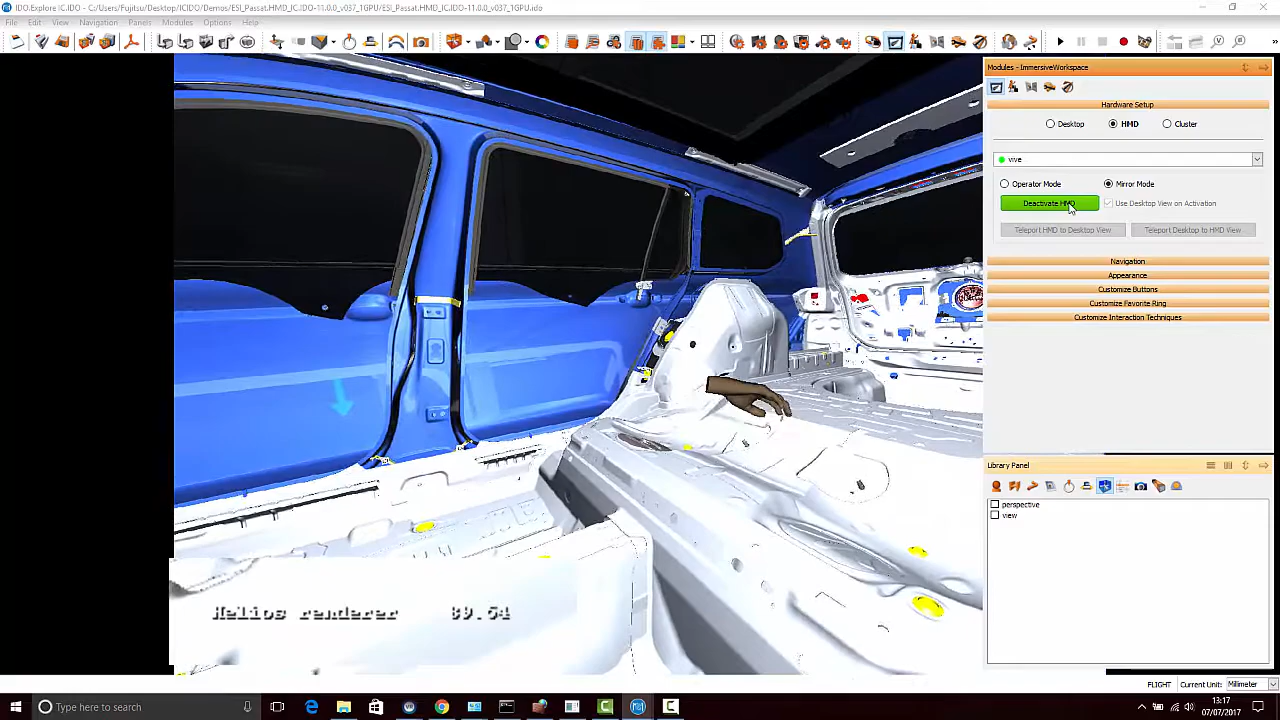 IDO.Explore IC.IDO - C:/Users/Fujitsu/Desktop/ICIDO/Demos/ESI_Passat.HMD_IC.IDO-11.0.0_v037_1GPU/ESI_Passat.HMD_IC.IDO-11.0.0_v037_1GPU.ido
File Edit View Navigation Panels Modules Options Help
Modules - ImmersiveWorkspace
Hardware Setup
Desktop HMD Cluster
vive
Operator Mode Mirror Mode
Deactivate HMD Use Desktop View on Activation
Teleport HMD to Desktop View Teleport Desktop to HMD View
Navigation
Appearance
Customize Buttons
Customize Favorite Ring
Customize Interaction Techniques
Library Panel
perspective
view
Helios renderer 89.64
FLIGHT Current Unit: Millimeter
Type here to search
13:17
07/07/2017